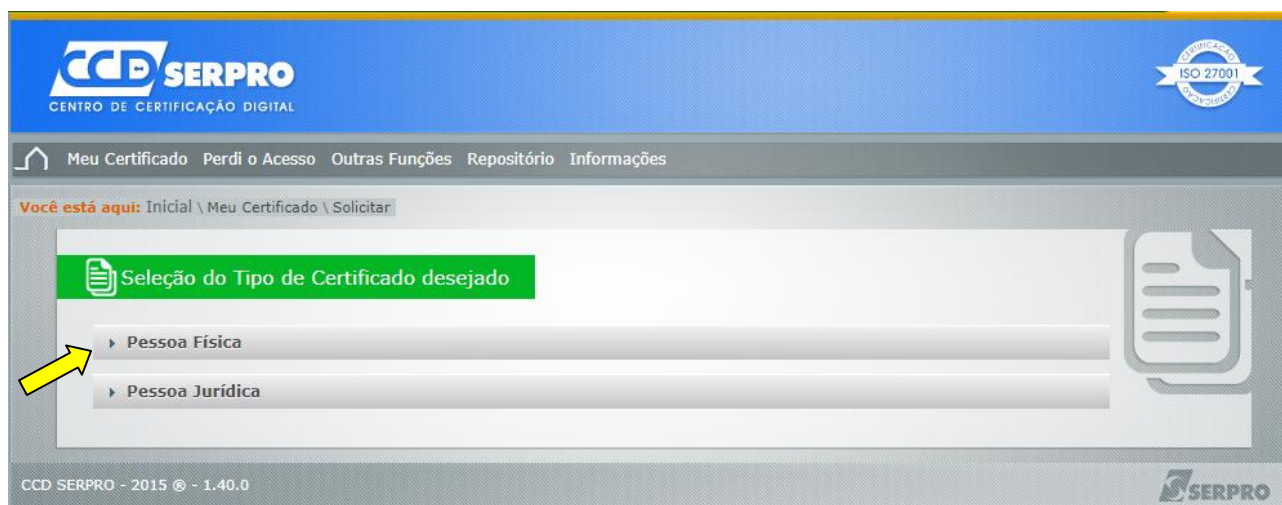 CCD SERPRO
CENTRO DE CERTIFICAÇÃO DIGITAL
CERTIFICAÇÃO
ISO 27001
CERTIFICAÇÃO
Meu Certificado Perdi o Acesso Outras Funções Repositório Informações
Você está aqui: Inicial \ Meu Certificado \ Solicitar
Seleção do Tipo de Certificado desejado
Pessoa Física
Pessoa Jurídica
CCD SERPRO - 2015 ® - 1.40.0
SERPRO